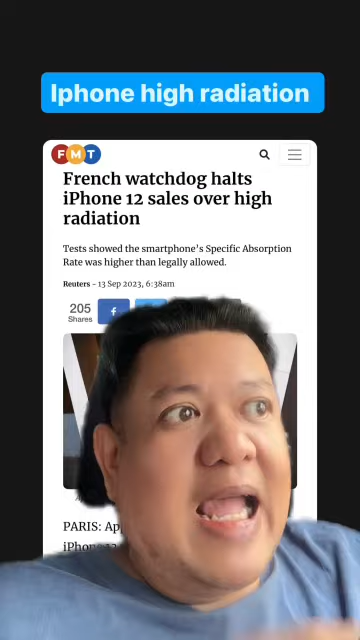 Iphone high radiation
FMT
French watchdog halts
iPhone 12 sales over high
radiation
Tests showed the smartphone's Specific Absorption
Rate was higher than legally allowed.
Reuters - 13 Sep 2023, 6:38am
205
Shares
f
PARIS:
iPhone